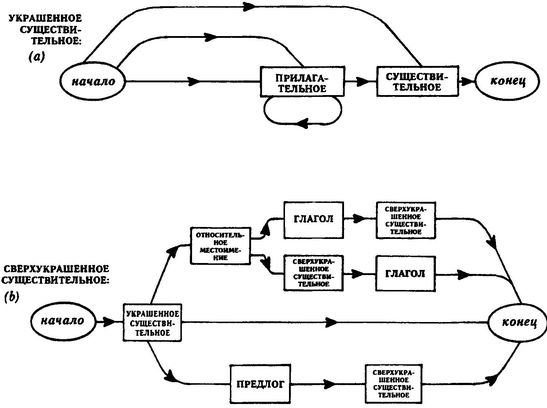 УКРАШЕННОЕ
СУЩЕСТВИ-
ТЕЛЬНОЕ:
(a)
начало
ПРИЛАГА-
ТЕЛЬНОЕ
СУЩЕСТВИ-
ТЕЛЬНОЕ
конец
СВЕРХУКРАШЕННОЕ
СУЩЕСТВИТЕЛЬНОЕ:
(b)
начало
УКРАШЕННОЕ
СУЩЕСТВИ-
ТЕЛЬНОЕ
ОТНОСИТЕЛЬ-
НОЕ
МЕСТОИМЕ-
НИЕ
ГЛАГОЛ
СВЕРХУКРА-
ШЕННОЕ
СУЩЕСТВИ-
ТЕЛЬНОЕ
СВЕРХУКРА-
ШЕННОЕ
СУЩЕСТВИ-
ТЕЛЬНОЕ
ГЛАГОЛ
ПРЕДЛОГ
СВЕРХУКРА-
ШЕННОЕ
СУЩЕСТВИ-
ТЕЛЬНОЕ
конец